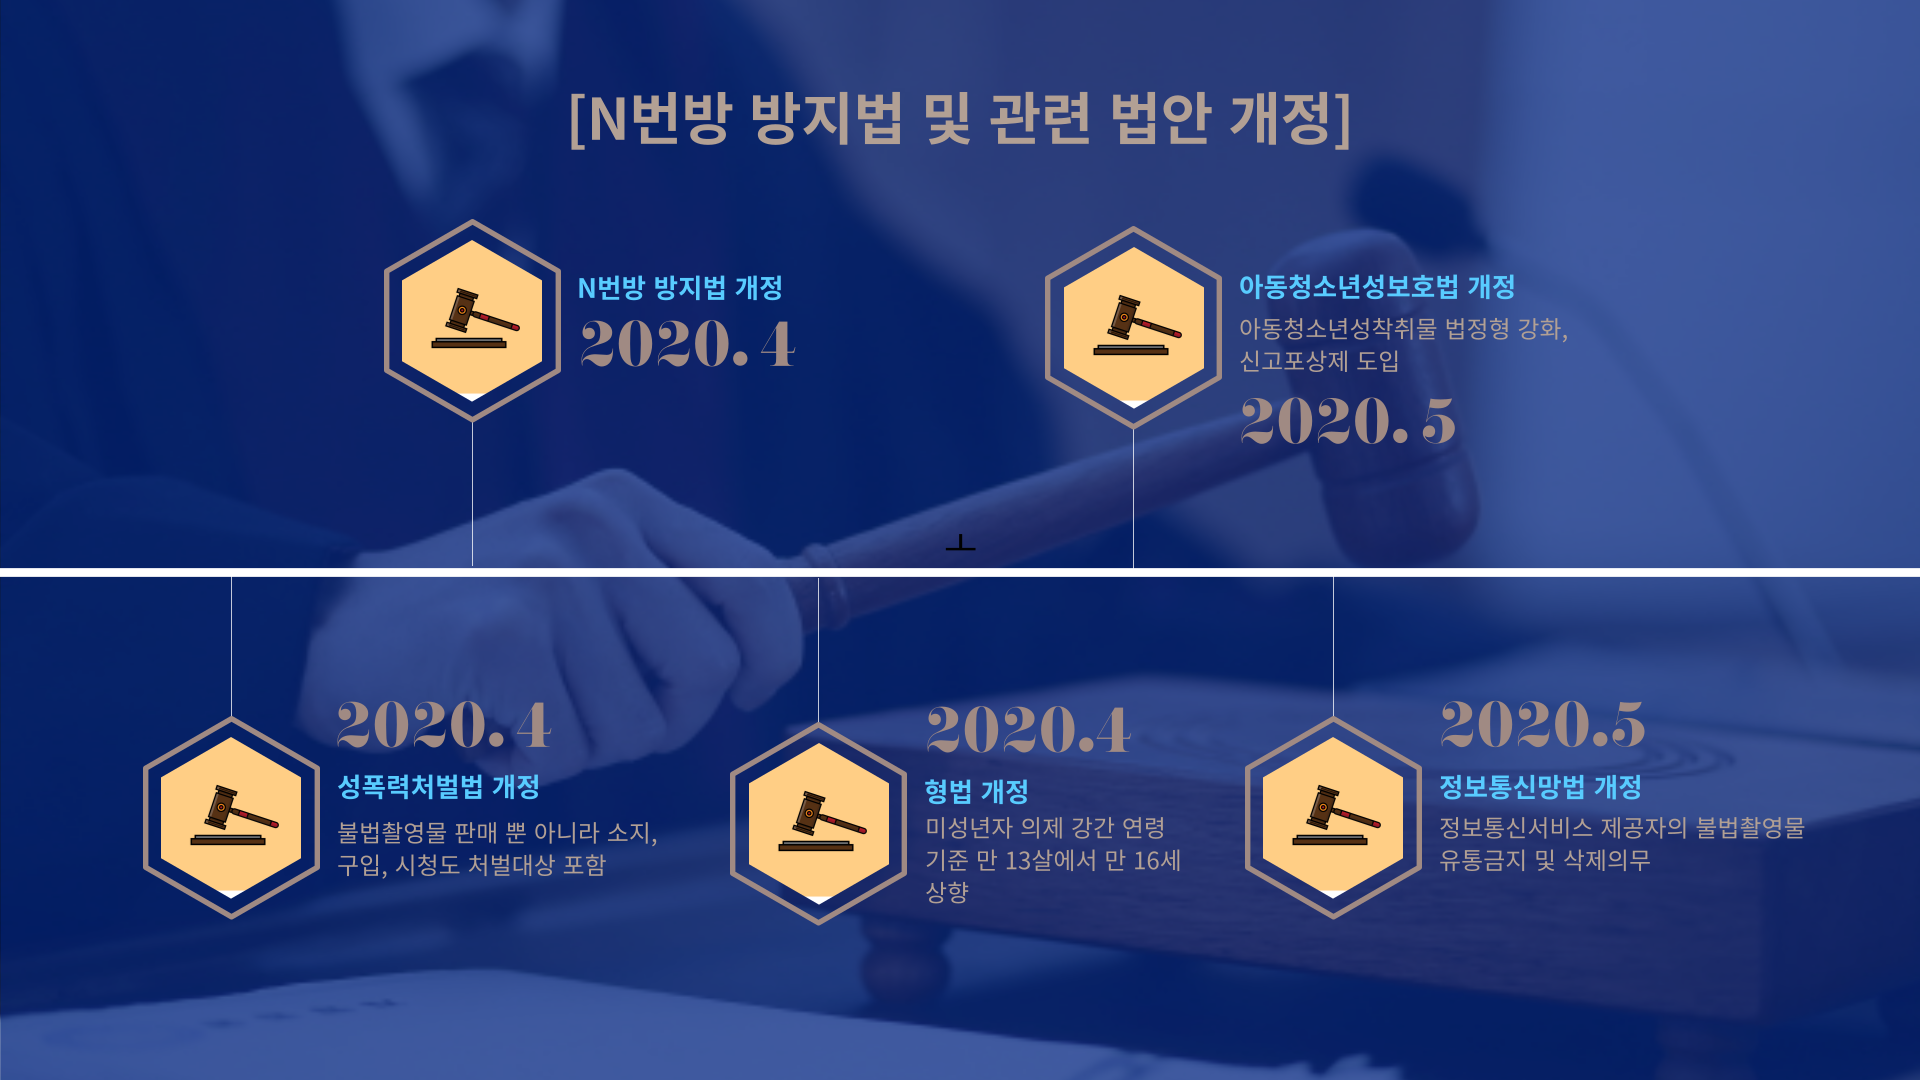 [N번방 방지법 및 관련 법안 개정]
N번방 방지법 개정
2020. 4
아동청소년성보호법 개정
아동청소년성착취물 법정형 강화,
신고포상제 도입
2020. 5
ㅗ
2020. 4
성폭력처벌법 개정
불법촬영물 판매 뿐 아니라 소지,
구입, 시청도 처벌대상 포함
2020.4
형법 개정
미성년자 의제 강간 연령
기준 만 13살에서 만 16세
상향
2020.5
정보통신망법 개정
정보통신서비스 제공자의 불법촬영물
유통금지 및 삭제의무